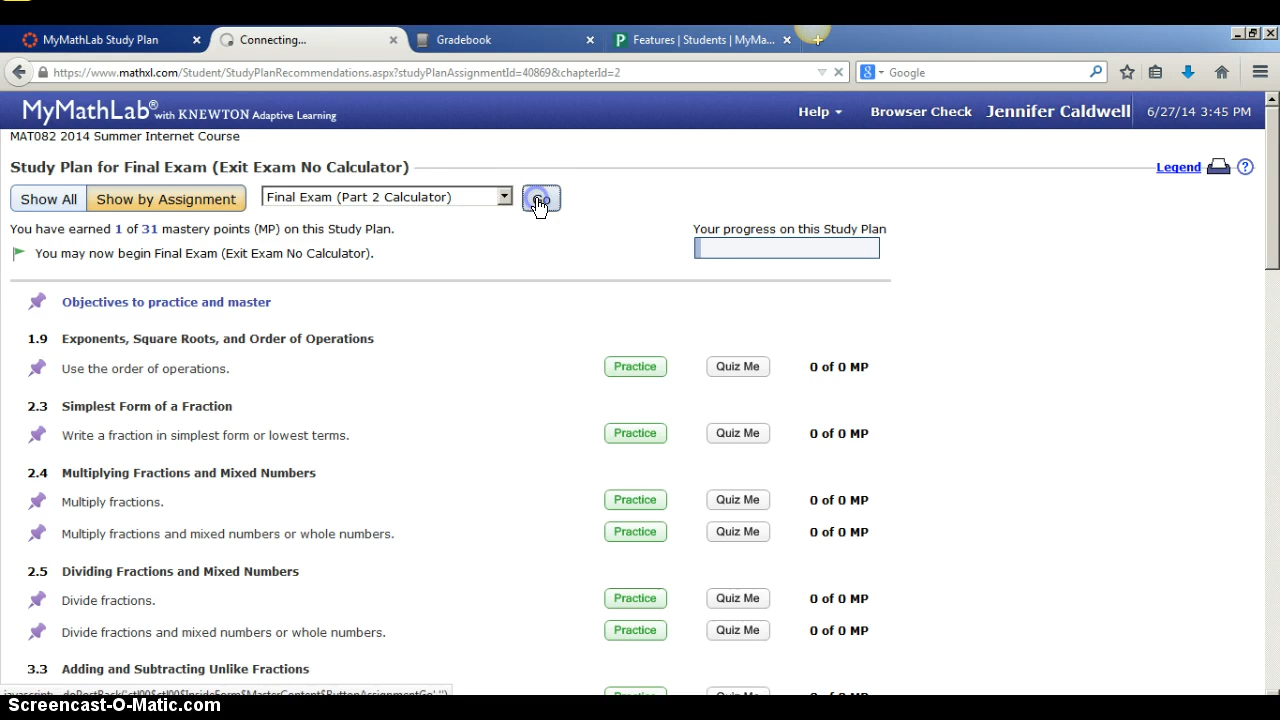 MyMathLab Study Plan × Connecting... × Gradebook × Features | Students | MyMa... ×
https://www.mathxl.com/Student/StudyPlanRecommendations.aspx?studyPlanAssignmentId=40869&chapterId=2 Google
MyMathLab® with KNEWTON Adaptive Learning Help Browser Check Jennifer Caldwell 6/27/14 3:45 PM
MAT082 2014 Summer Internet Course
Study Plan for Final Exam (Exit Exam No Calculator) Legend ?
Show All Show by Assignment Final Exam (Part 2 Calculator)
You have earned 1 of 31 mastery points (MP) on this Study Plan. Your progress on this Study Plan
You may now begin Final Exam (Exit Exam No Calculator).
Objectives to practice and master
1.9 Exponents, Square Roots, and Order of Operations
Use the order of operations. Practice Quiz Me 0 of 0 MP
2.3 Simplest Form of a Fraction
Write a fraction in simplest form or lowest terms. Practice Quiz Me 0 of 0 MP
2.4 Multiplying Fractions and Mixed Numbers
Multiply fractions. Practice Quiz Me 0 of 0 MP
Multiply fractions and mixed numbers or whole numbers. Practice Quiz Me 0 of 0 MP
2.5 Dividing Fractions and Mixed Numbers
Divide fractions. Practice Quiz Me 0 of 0 MP
Divide fractions and mixed numbers or whole numbers. Practice Quiz Me 0 of 0 MP
3.3 Adding and Subtracting Unlike Fractions
Screencast-O-Matic.com